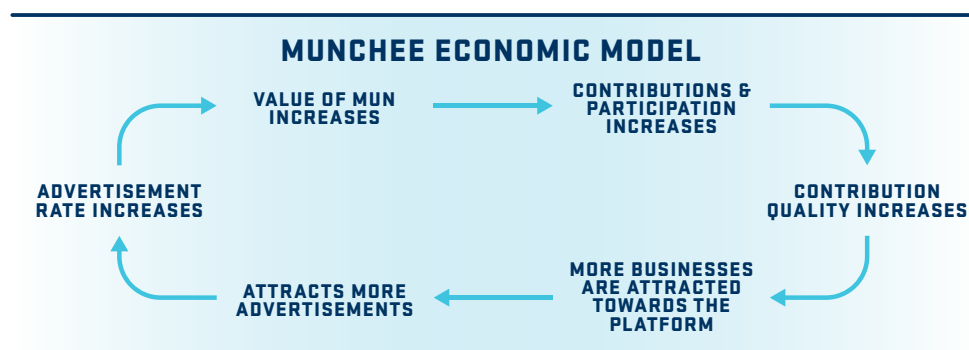 MUNCHEE ECONOMIC MODEL
VALUE OF MUN
INCREASES
CONTRIBUTIONS &
PARTICIPATION
INCREASES
CONTRIBUTION
QUALITY INCREASES
MORE BUSINESSES
ARE ATTRACTED
TOWARDS THE
PLATFORM
ATTRACTS MORE
ADVERTISEMENTS
ADVERTISEMENT
RATE INCREASES